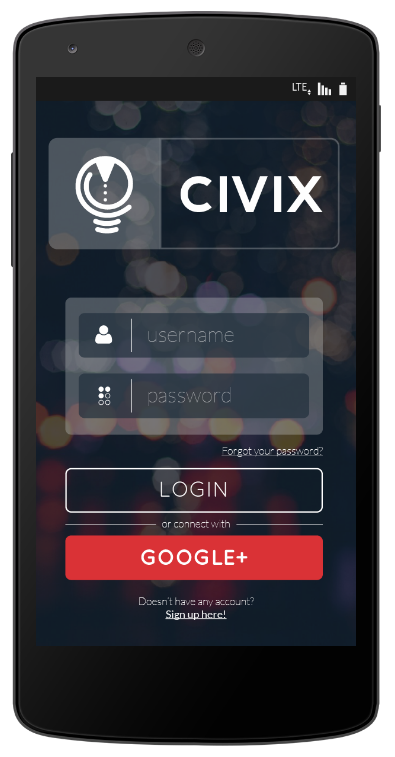 LTE
CIVIX
username
password
Forgot your password?
LOGIN
or connect with
GOOGLE+
Doesn't have any account?
Sign up here!